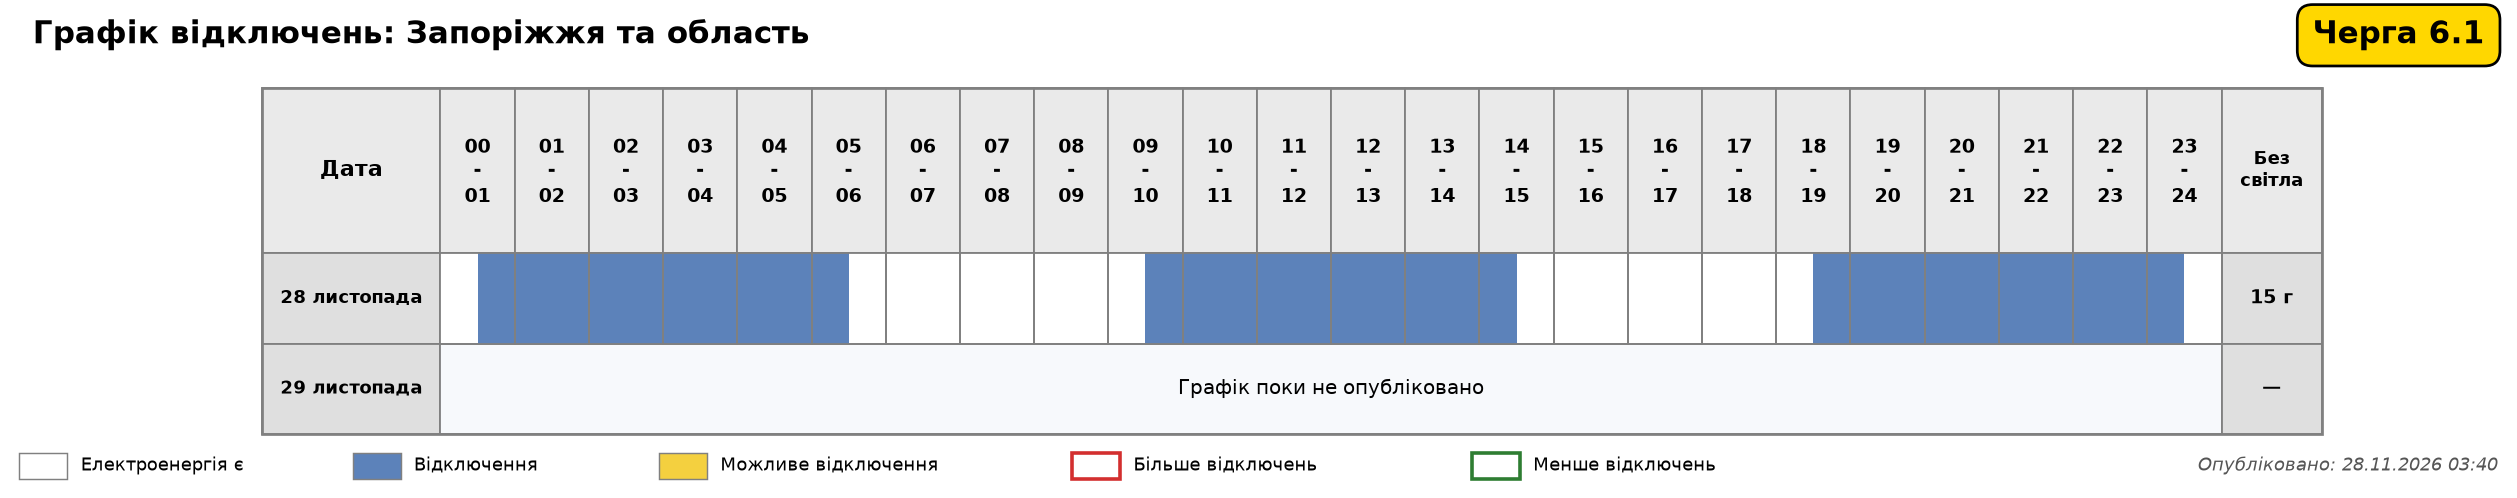 Графік відключень: Запоріжжя та область
Черга 6.1
Дата
00 - 01
01 - 02
02 - 03
03 - 04
04 - 05
05 - 06
06 - 07
07 - 08
08 - 09
09 - 10
10 - 11
11 - 12
12 - 13
13 - 14
14 - 15
15 - 16
16 - 17
17 - 18
18 - 19
19 - 20
20 - 21
21 - 22
22 - 23
23 - 24
Без
світла
28 листопада
15 г
29 листопада
Графік поки не опубліковано
—
Електроенергія є
Відключення
Можливе відключення
Більше відключень
Менше відключень
Опубліковано: 28.11.2026 03:40